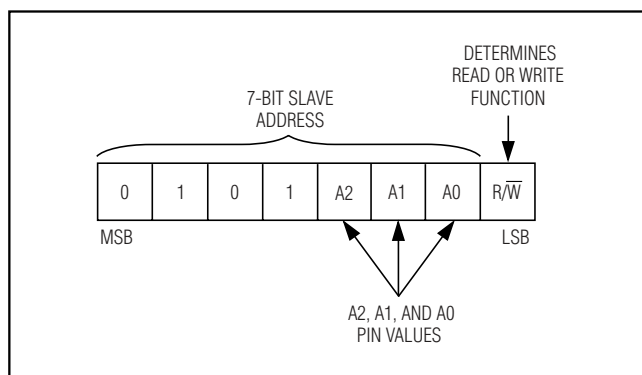 DETERMINES
READ OR WRITE
FUNCTION
7-BIT SLAVE
ADDRESS
0 1 0 1 A2 A1 A0 R/W̅
MSB LSB
A2, A1, AND A0
PIN VALUES